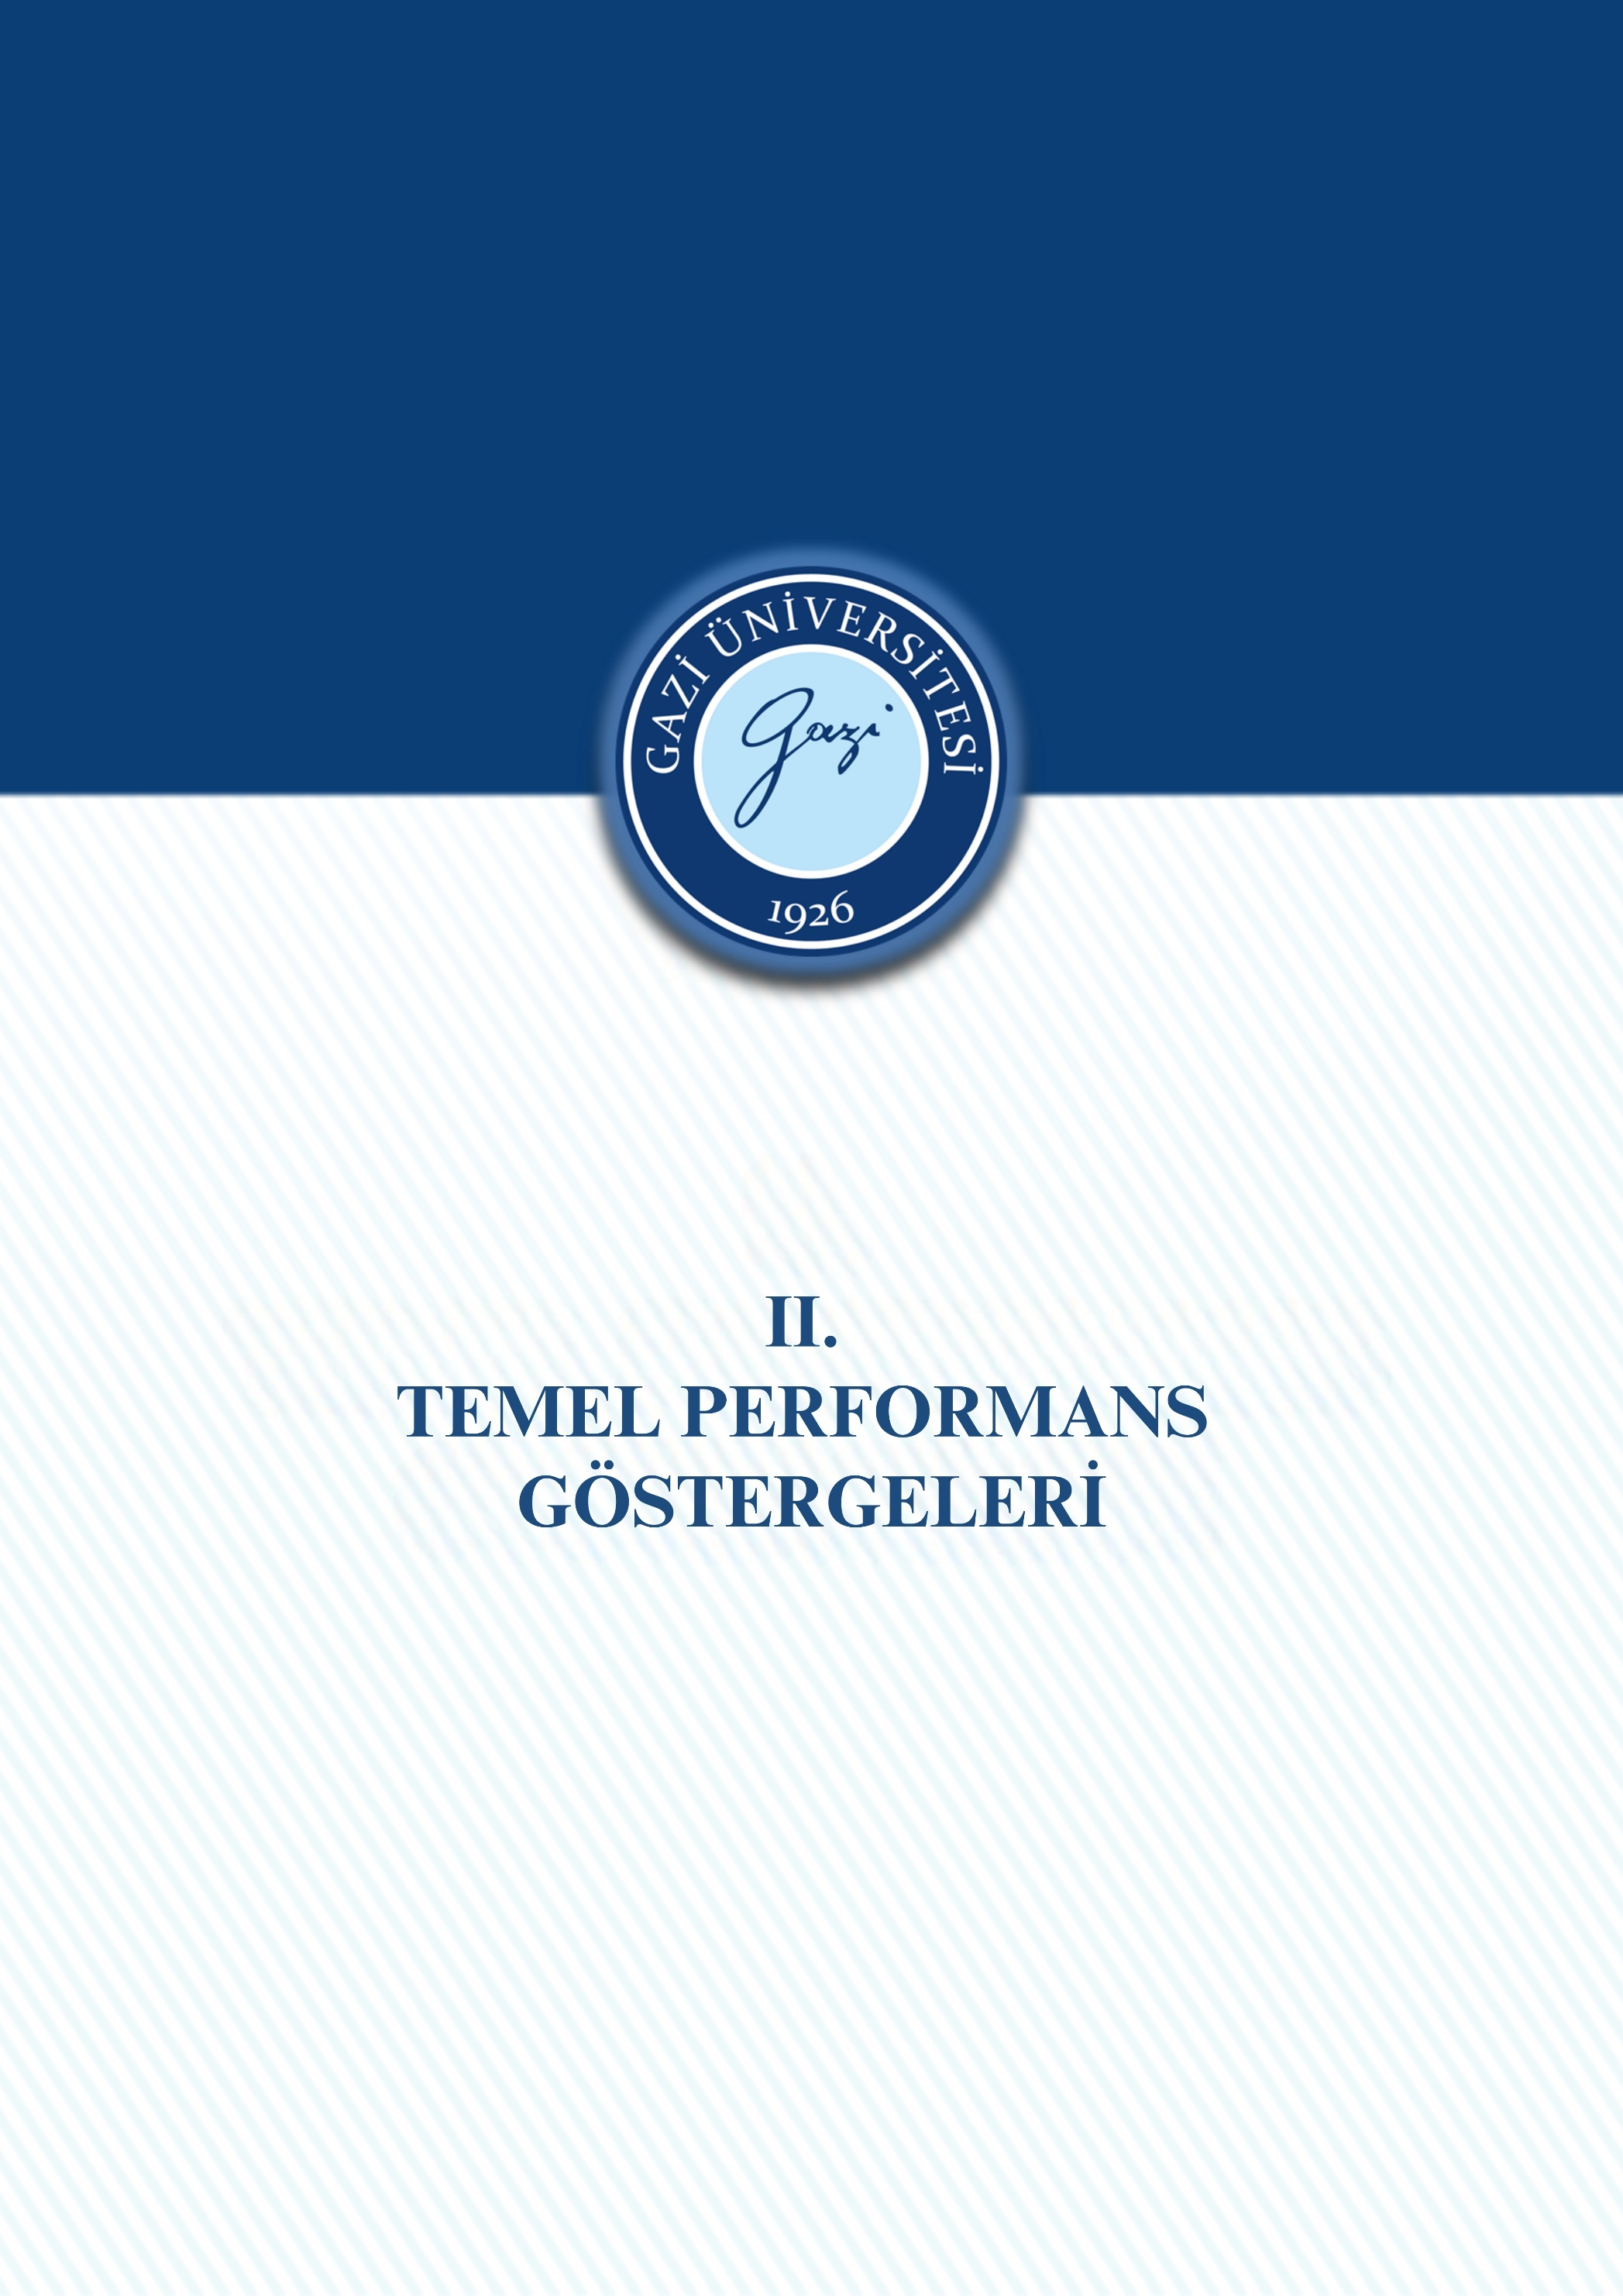 GAZİ ÜNİVERSİTESİ
gazi
1926
II.
TEMEL PERFORMANS
GÖSTERGELERİ